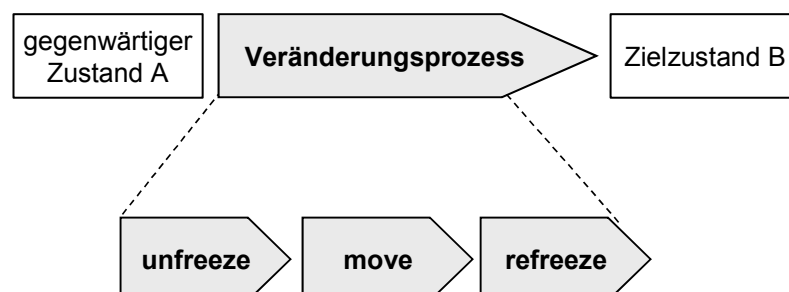 gegenwärtiger
Zustand A
Veränderungsprozess
Zielzustand B
unfreeze
move
refreeze